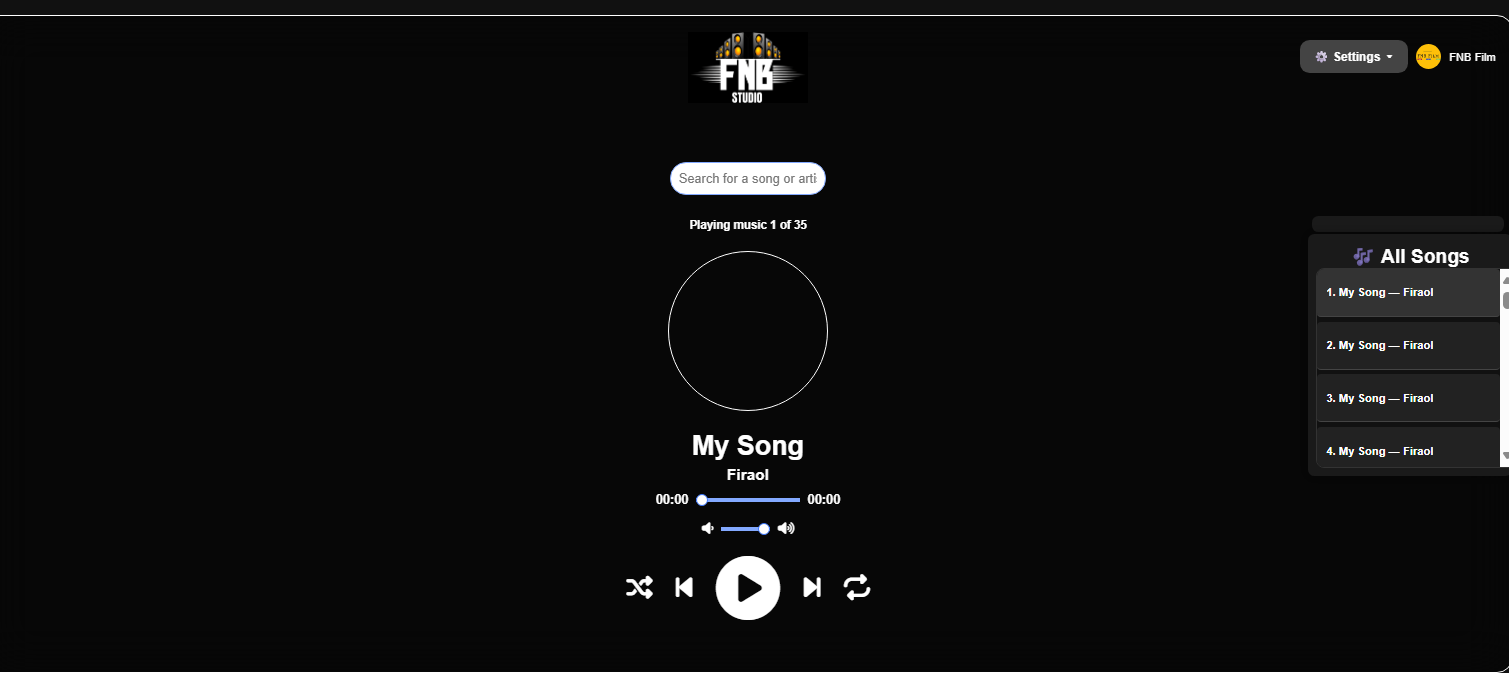 FNB
STUDIO
Settings
FNB Film
Search for a song or arti
Playing music 1 of 35
My Song
Firaol
00:00 00:00
All Songs
1. My Song — Firaol
2. My Song — Firaol
3. My Song — Firaol
4. My Song — Firaol